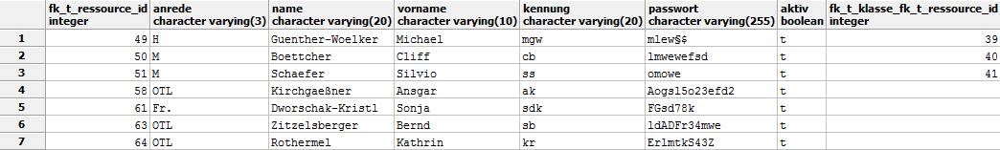 fk_t_ressource_id anrede name vorname kennung passwort aktiv fk_t_klasse_fk_t_ressource_id
integer character varying(3) character varying(20) character varying(10) character varying(20) character varying(255) boolean integer
1 49 H Guenther-Woelker Michael mgw mlew§$ t 39
2 50 M Boettcher Cliff cb lmwewefsd t 40
3 51 M Schaefer Silvio ss omowe t 41
4 58 OTL Kirchgaeßner Ansgar ak Aogsl5o23efd2 t
5 61 Fr. Dworschak-Kristl Sonja sdk FGsd78k t
6 63 OTL Zitzelsberger Bernd sb ldADFr34mwe t
7 64 OTL Rothermel Kathrin kr ErlmtkS43Z t